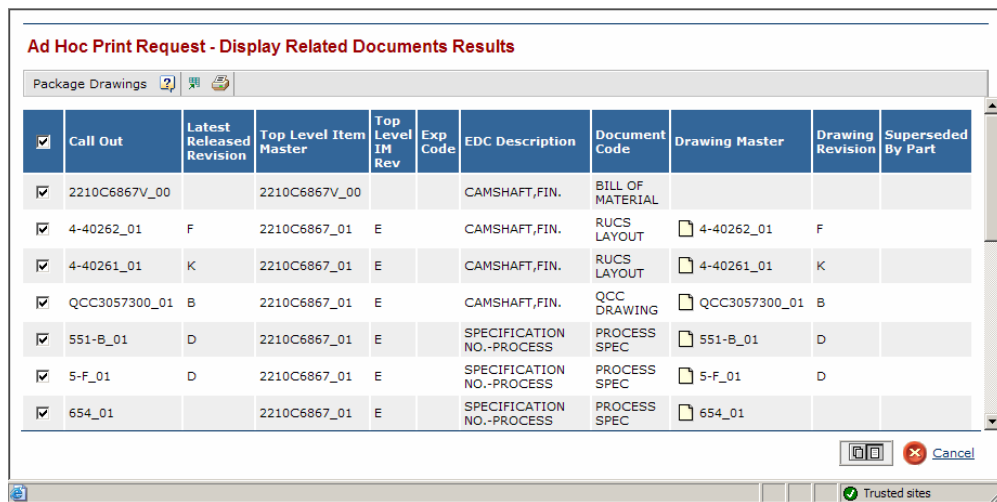 Ad Hoc Print Request - Display Related Documents Results
Package Drawings
Call Out Latest Released Revision Top Level Item Master Top Level IM Rev Exp Code EDC Description Document Code Drawing Master Drawing Revision Superseded By Part
2210C6867V_00 2210C6867V_00 CAMSHAFT,FIN. BILL OF MATERIAL
4-40262_01 F 2210C6867_01 E CAMSHAFT,FIN. RUCS LAYOUT 4-40262_01 F
4-40261_01 K 2210C6867_01 E CAMSHAFT,FIN. RUCS LAYOUT 4-40261_01 K
QCC3057300_01 B 2210C6867_01 E CAMSHAFT,FIN. QCC DRAWING QCC3057300_01 B
551-B_01 D 2210C6867_01 E SPECIFICATION NO.-PROCESS PROCESS SPEC 551-B_01 D
5-F_01 D 2210C6867_01 E SPECIFICATION NO.-PROCESS PROCESS SPEC 5-F_01 D
654_01 2210C6867_01 E SPECIFICATION NO.-PROCESS PROCESS SPEC 654_01
Cancel
Trusted sites